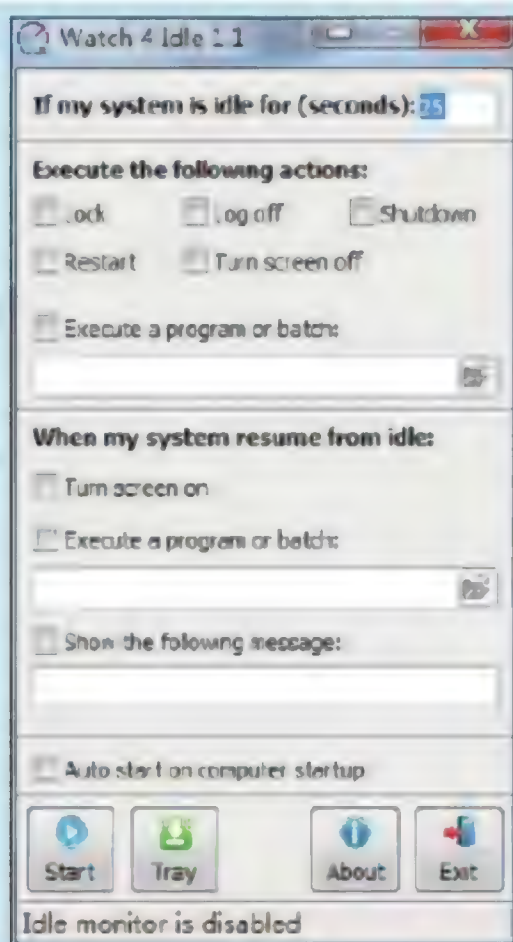 Watch 4 Idle 1.1
If my system is idle for (seconds): 25
Execute the following actions:
Lock Log off Shutdown
Restart Turn screen off
Execute a program or batch:
When my system resume from idle:
Turn screen on
Execute a program or batch:
Show the following message:
Auto start on computer startup
Start Tray About Exit
Idle monitor is disabled